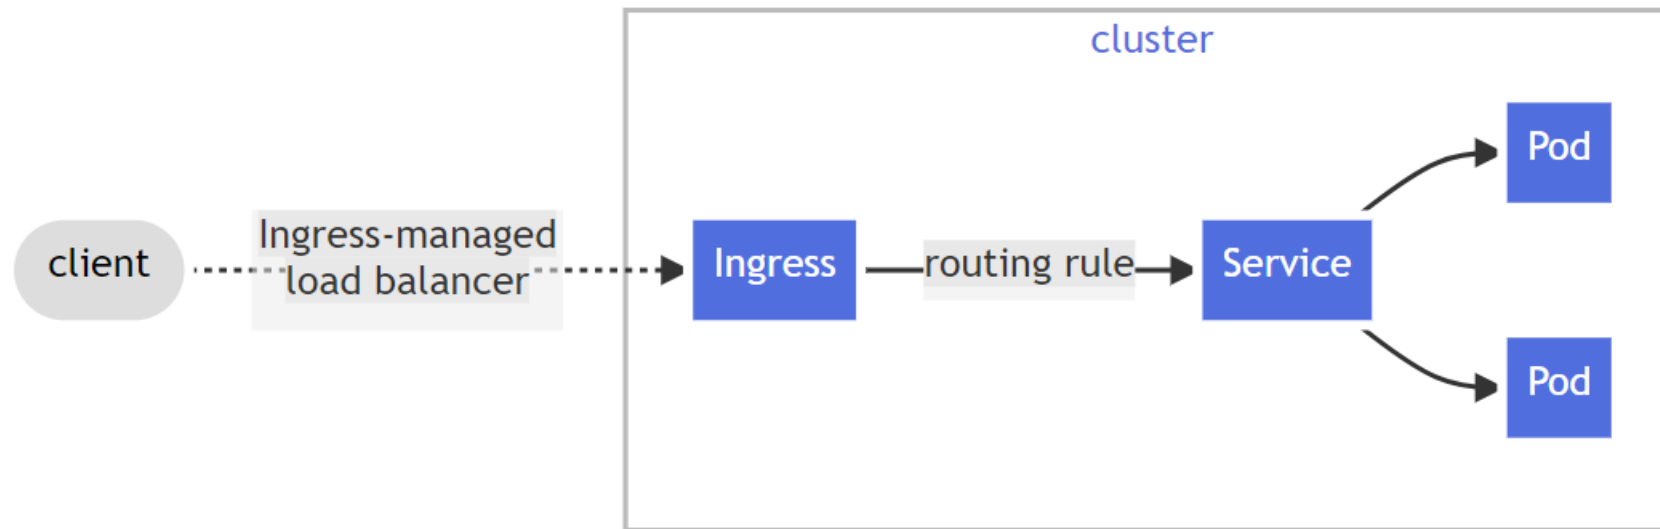 cluster
client
Ingress-managed
load balancer
Ingress
routing rule
Service
Pod
Pod